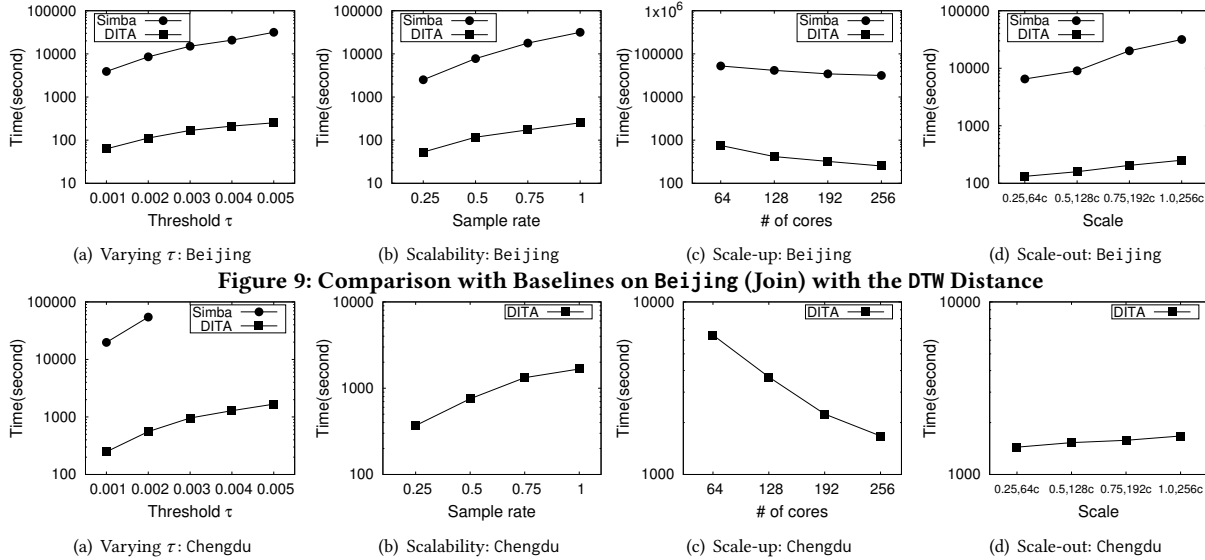 Simba
DITA
100000
10000
1000
100
10
Time(second)
0.001 0.002 0.003 0.004 0.005
Threshold τ
(a) Varying τ: Beijing
Simba
DITA
100000
10000
1000
100
10
Time(second)
0.25 0.5 0.75 1
Sample rate
(b) Scalability: Beijing
Simba
DITA
1x10⁶
100000
10000
1000
100
Time(second)
64 128 192 256
# of cores
(c) Scale-up: Beijing
Simba
DITA
100000
10000
1000
100
Time(second)
0.25,64c 0.5,128c 0.75,192c 1.0,256c
Scale
(d) Scale-out: Beijing
Figure 9: Comparison with Baselines on Beijing (Join) with the DTW Distance
Simba
DITA
100000
10000
1000
100
Time(second)
0.001 0.002 0.003 0.004 0.005
Threshold τ
(a) Varying τ: Chengdu
DITA
1000
100
Time(second)
0.25 0.5 0.75 1
Sample rate
(b) Scalability: Chengdu
DITA
10000
1000
Time(second)
64 128 192 256
# of cores
(c) Scale-up: Chengdu
DITA
10000
1000
Time(second)
0.25,64c 0.5,128c 0.75,192c 1.0,256c
Scale
(d) Scale-out: Chengdu